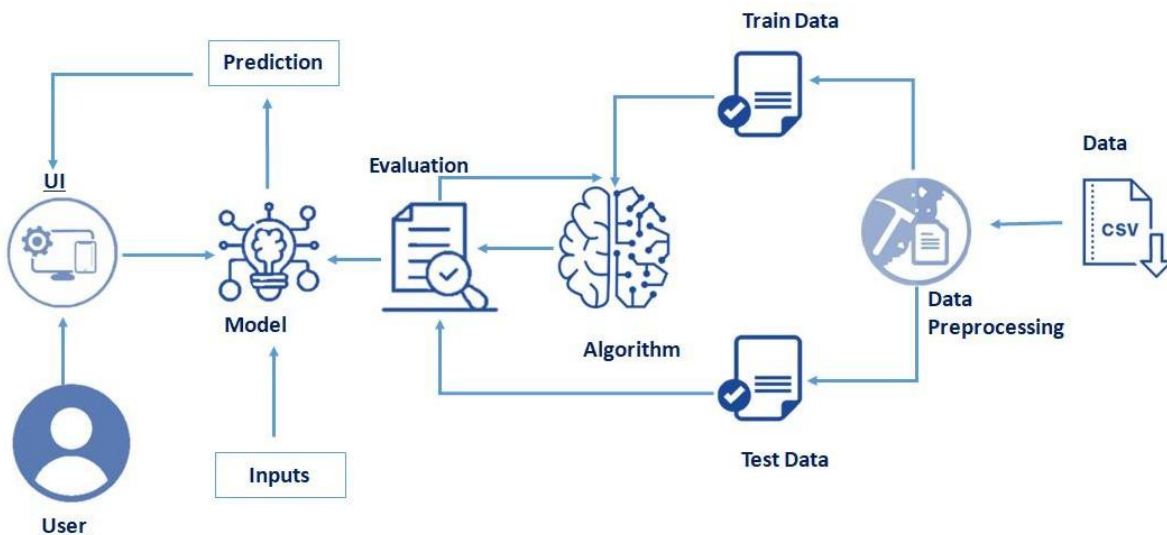 Train Data
Prediction
Data
Evaluation
UI
CSV
Model
Data
Preprocessing
Algorithm
Test Data
Inputs
User